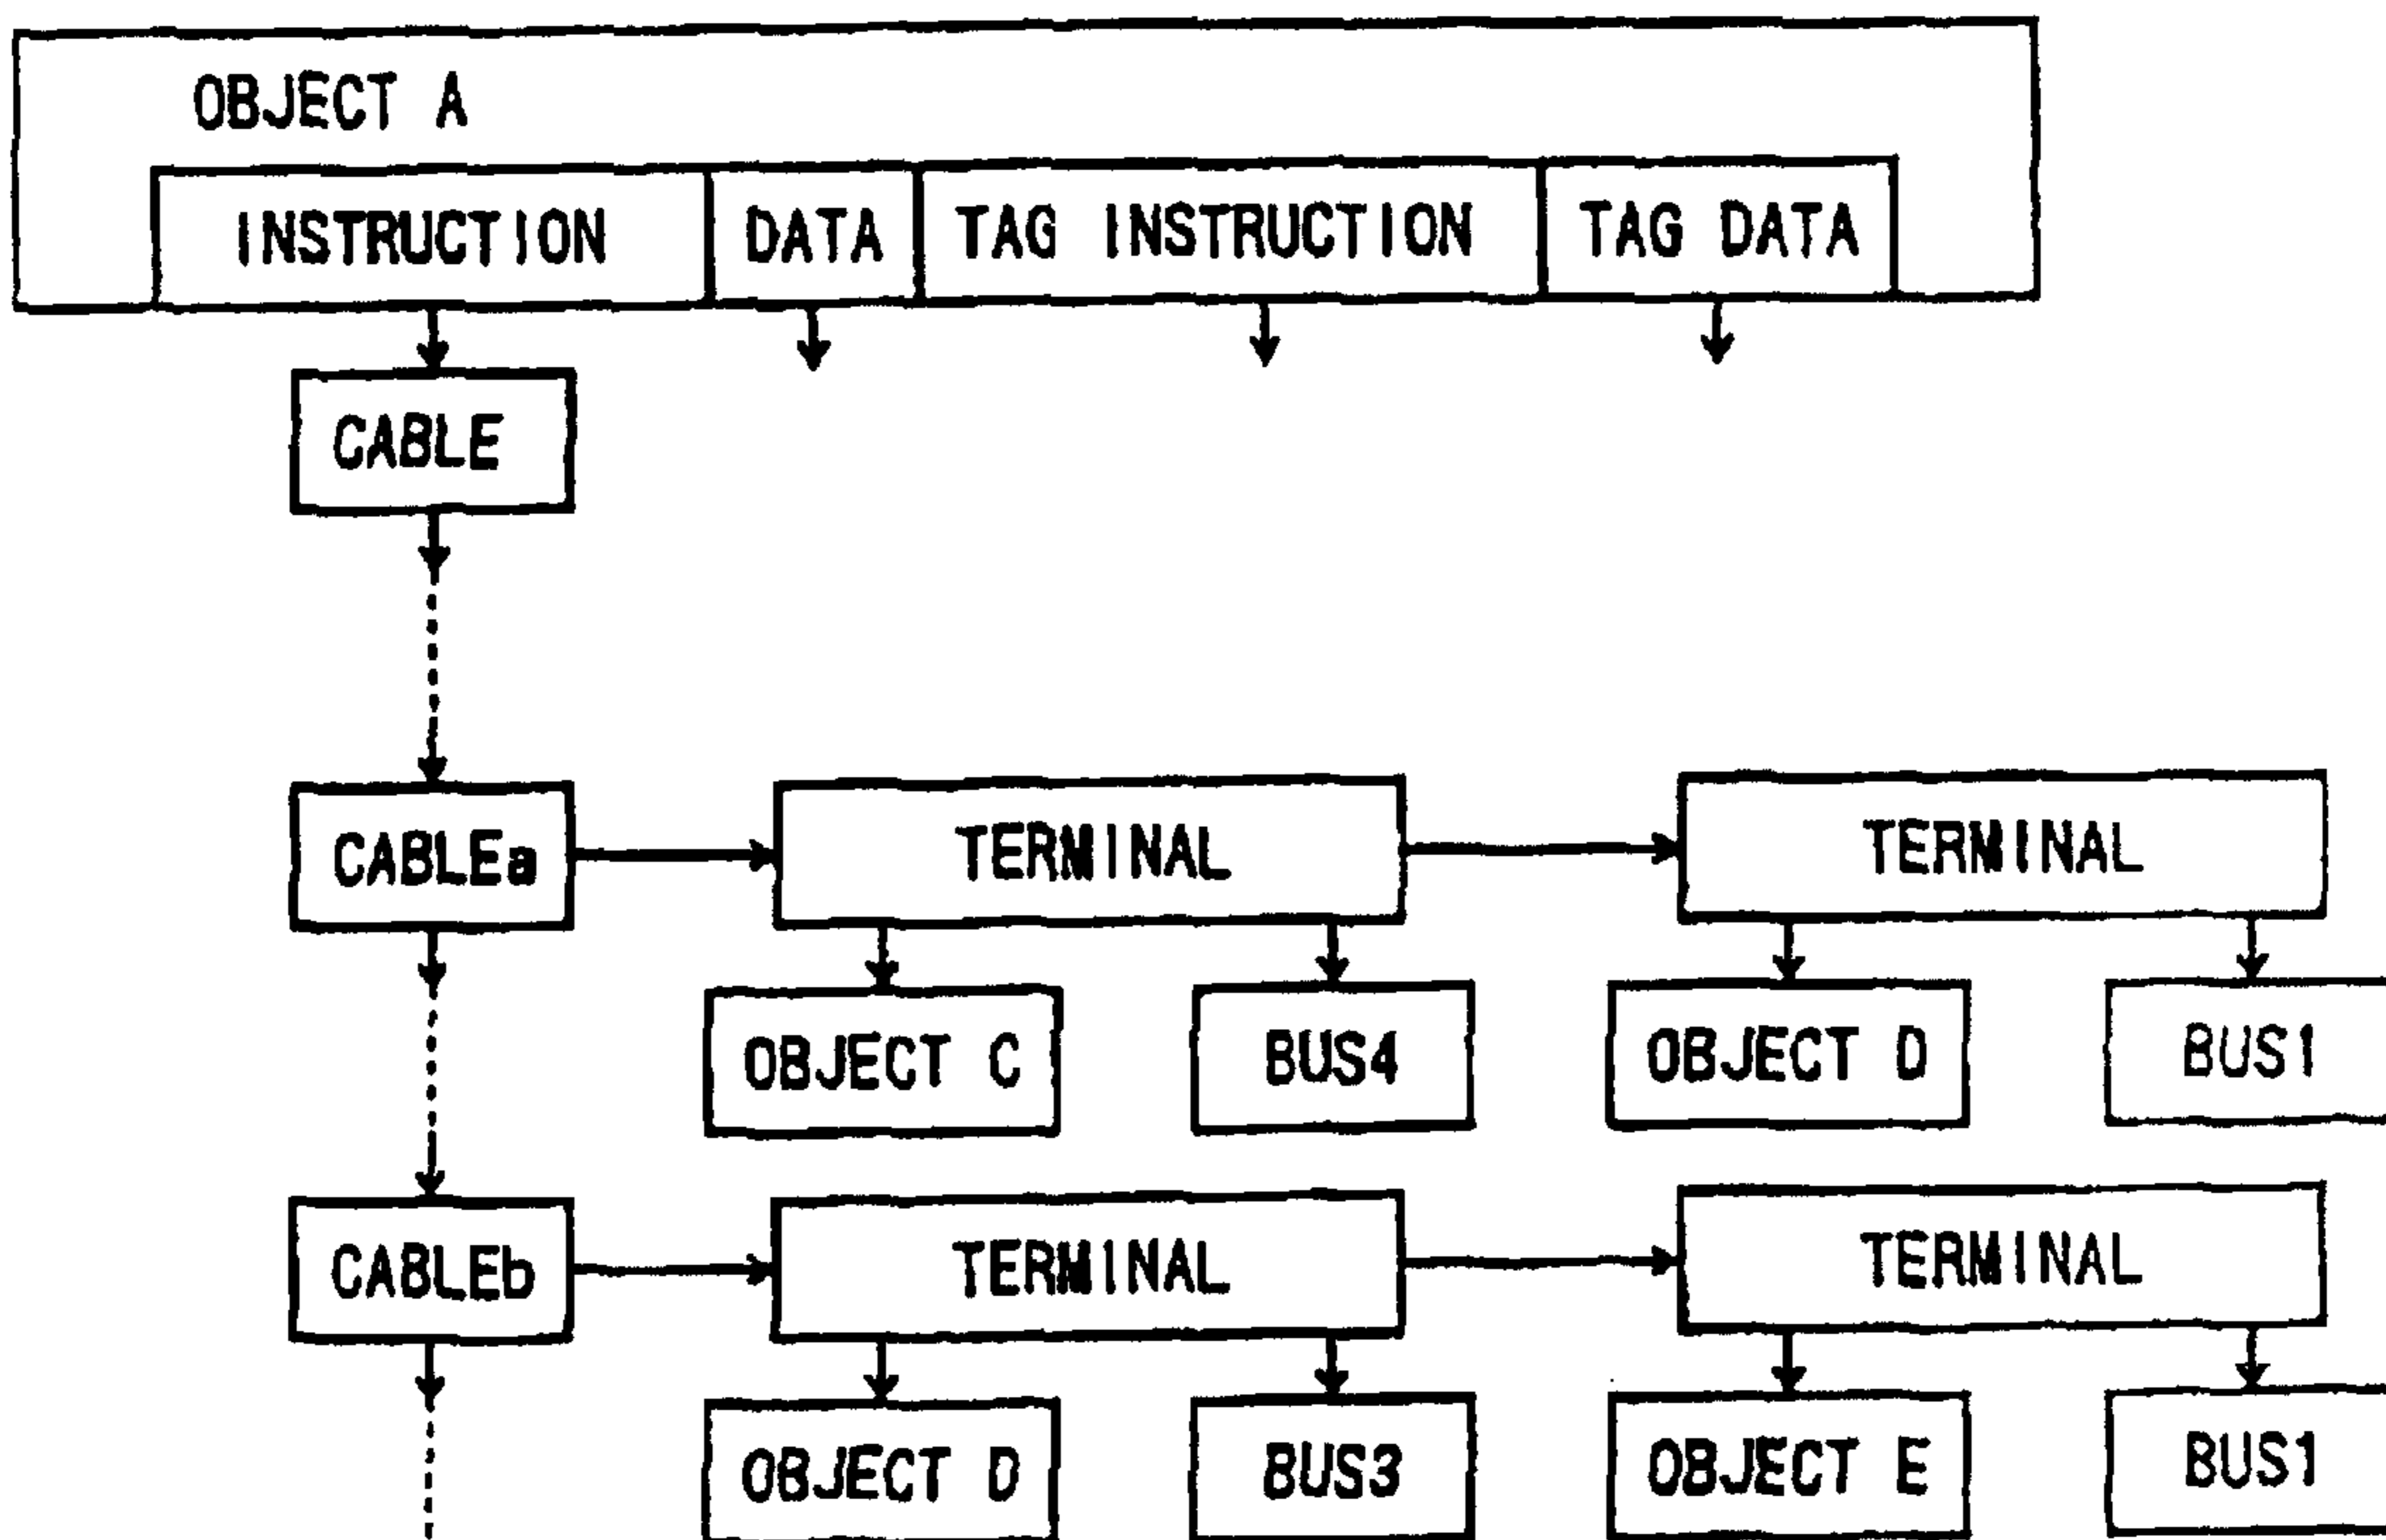 OBJECT A
INSTRUCTION DATA TAG INSTRUCTION TAG DATA
CABLE
CABLEa TERMINAL TERMINAL
OBJECT C BUS4 OBJECT D BUS1
CABLEb TERMINAL TERMINAL
OBJECT D BUS3 OBJECT E BUS1